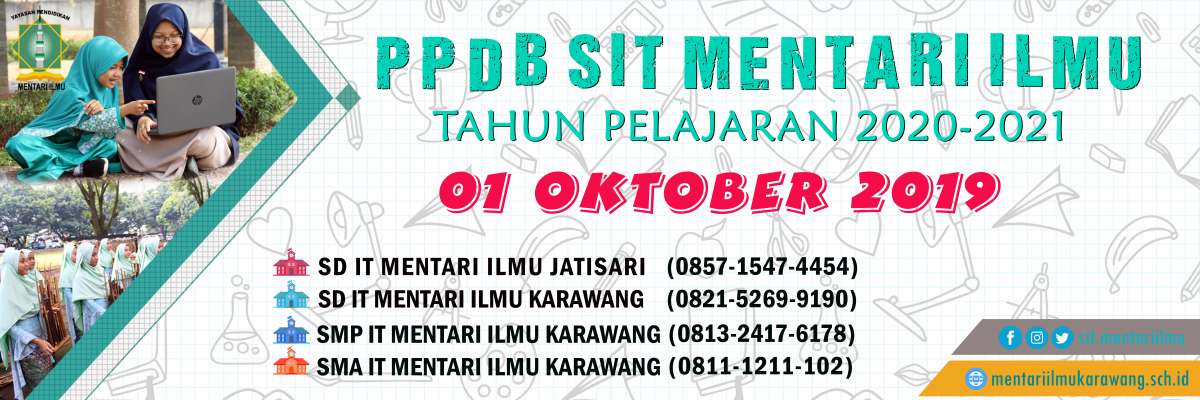 YAYASAN PENDIDIKAN
MENTARI ILMU
hp
PPDB SIT MENTARI ILMU
TAHUN PELAJARAN 2020-2021
01 OKTOBER 2019
SD IT MENTARI ILMU JATISARI (0857-1547-4454)
SD IT MENTARI ILMU KARAWANG (0821-5269-9190)
SMP IT MENTARI ILMU KARAWANG (0813-2417-6178)
SMA IT MENTARI ILMU KARAWANG (0811-1211-102)
sit.mentariilmu
mentariilmukarawang.sch.id